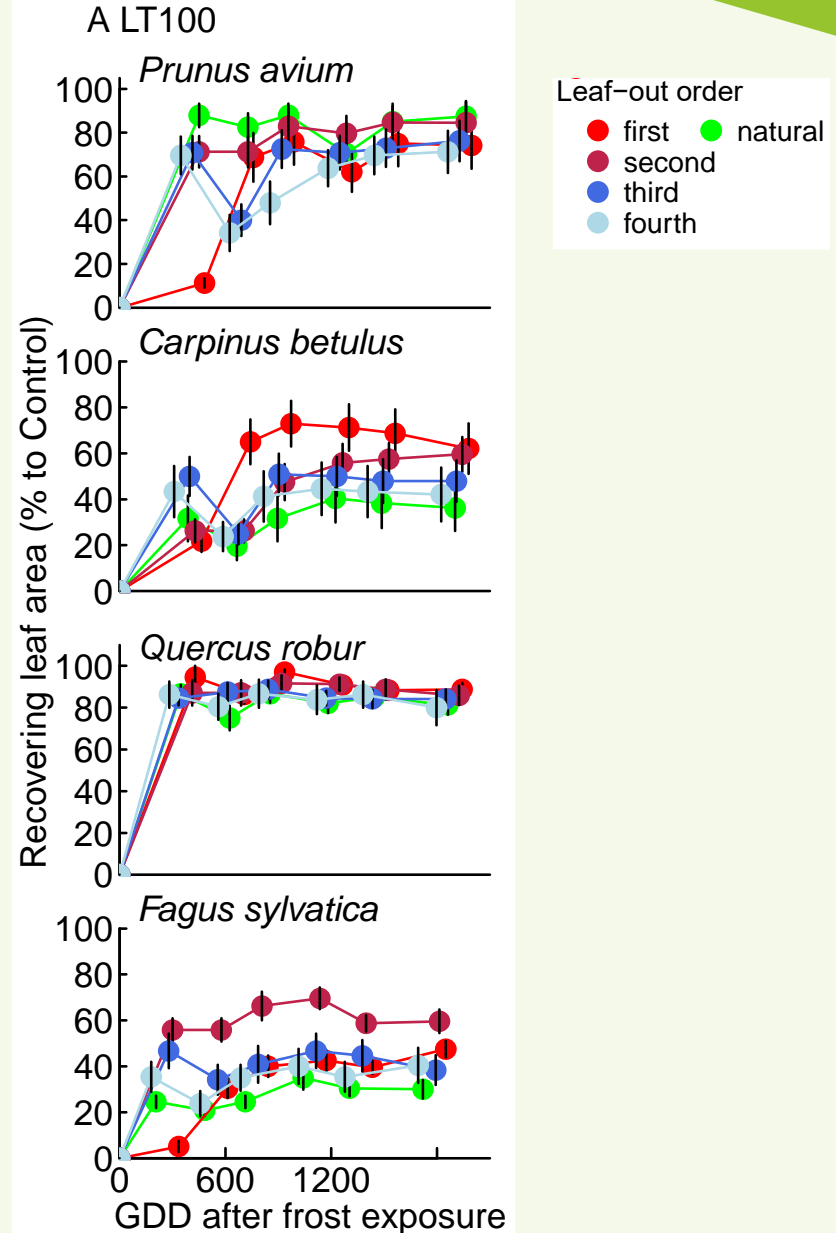 A LT100
Prunus avium
100
80
60
40
20
0
Carpinus betulus
100
80
60
40
20
0
Quercus robur
100
80
60
40
20
0
Fagus sylvatica
100
80
60
40
20
0
0 600 1200
GDD after frost exposure
Recovering leaf area (% to Control)
Leaf−out order
first natural
second
third
fourth